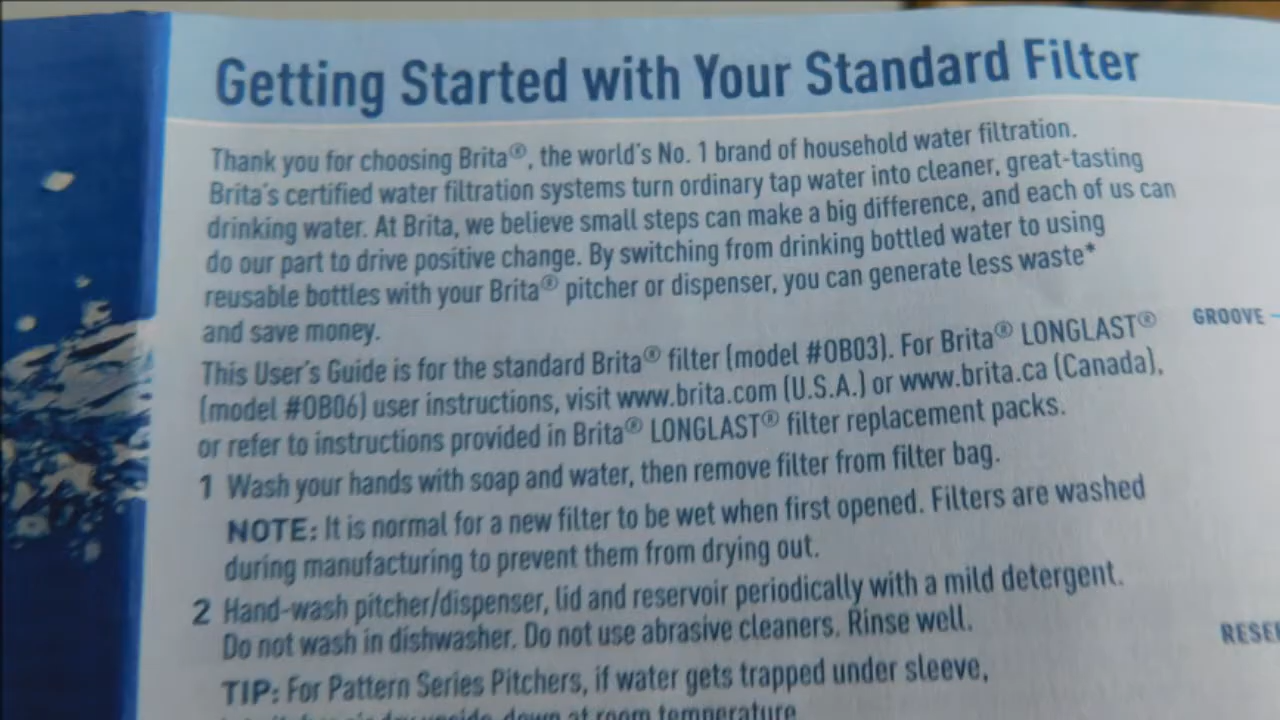 Getting Started with Your Standard Filter
Thank you for choosing Brita®, the world's No. 1 brand of household water filtration.
Brita's certified water filtration systems turn ordinary tap water into cleaner, great-tasting
drinking water. At Brita, we believe small steps can make a big difference, and each of us can
do our part to drive positive change. By switching from drinking bottled water to using
reusable bottles with your Brita® pitcher or dispenser, you can generate less waste*
and save money.
This User's Guide is for the standard Brita® filter (model #OB03). For Brita® LONGLAST®
(model #OB06) user instructions, visit www.brita.com (U.S.A.) or www.brita.ca (Canada),
or refer to instructions provided in Brita® LONGLAST® filter replacement packs.
GROOVE
1 Wash your hands with soap and water, then remove filter from filter bag.
NOTE: It is normal for a new filter to be wet when first opened. Filters are washed
during manufacturing to prevent them from drying out.
2 Hand-wash pitcher/dispenser, lid and reservoir periodically with a mild detergent.
Do not wash in dishwasher. Do not use abrasive cleaners. Rinse well.
TIP: For Pattern Series Pitchers, if water gets trapped under sleeve,
down at room temperature